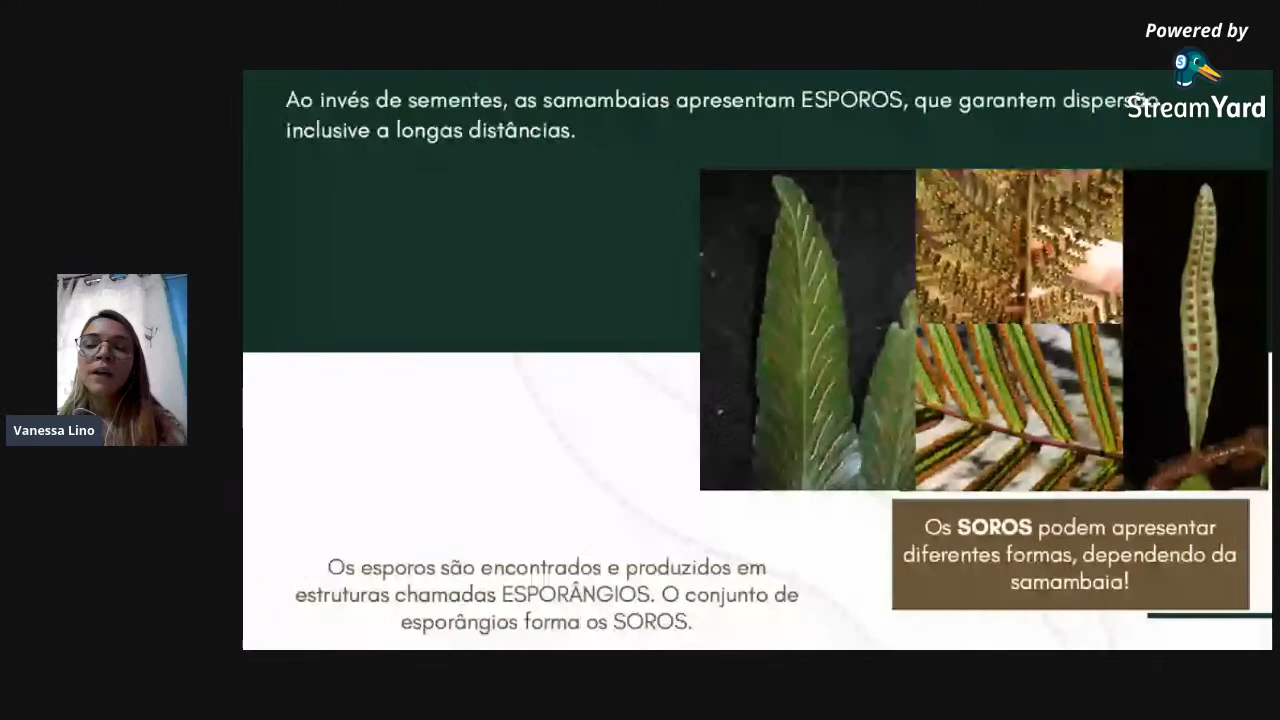 Powered by
StreamYard
Ao invés de sementes, as samambaias apresentam ESPOROS, que garantem dispersão
inclusive a longas distâncias.
Vanessa Lino
Os SOROS podem apresentar
diferentes formas, dependendo da
samambaia!
Os esporos são encontrados e produzidos em
estruturas chamadas ESPORÂNGIOS. O conjunto de
esporângios forma os SOROS.